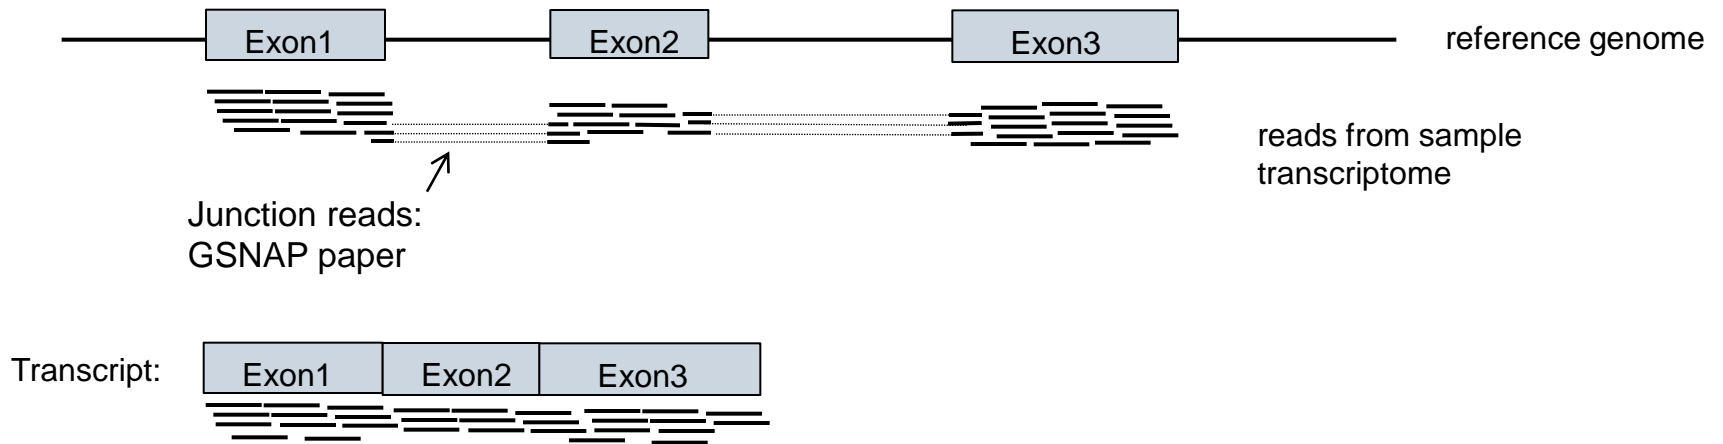 Exon1
Exon2
Exon3
reference genome
reads from sample
transcriptome
Junction reads:
GSNAP paper
Transcript:
Exon1
Exon2
Exon3